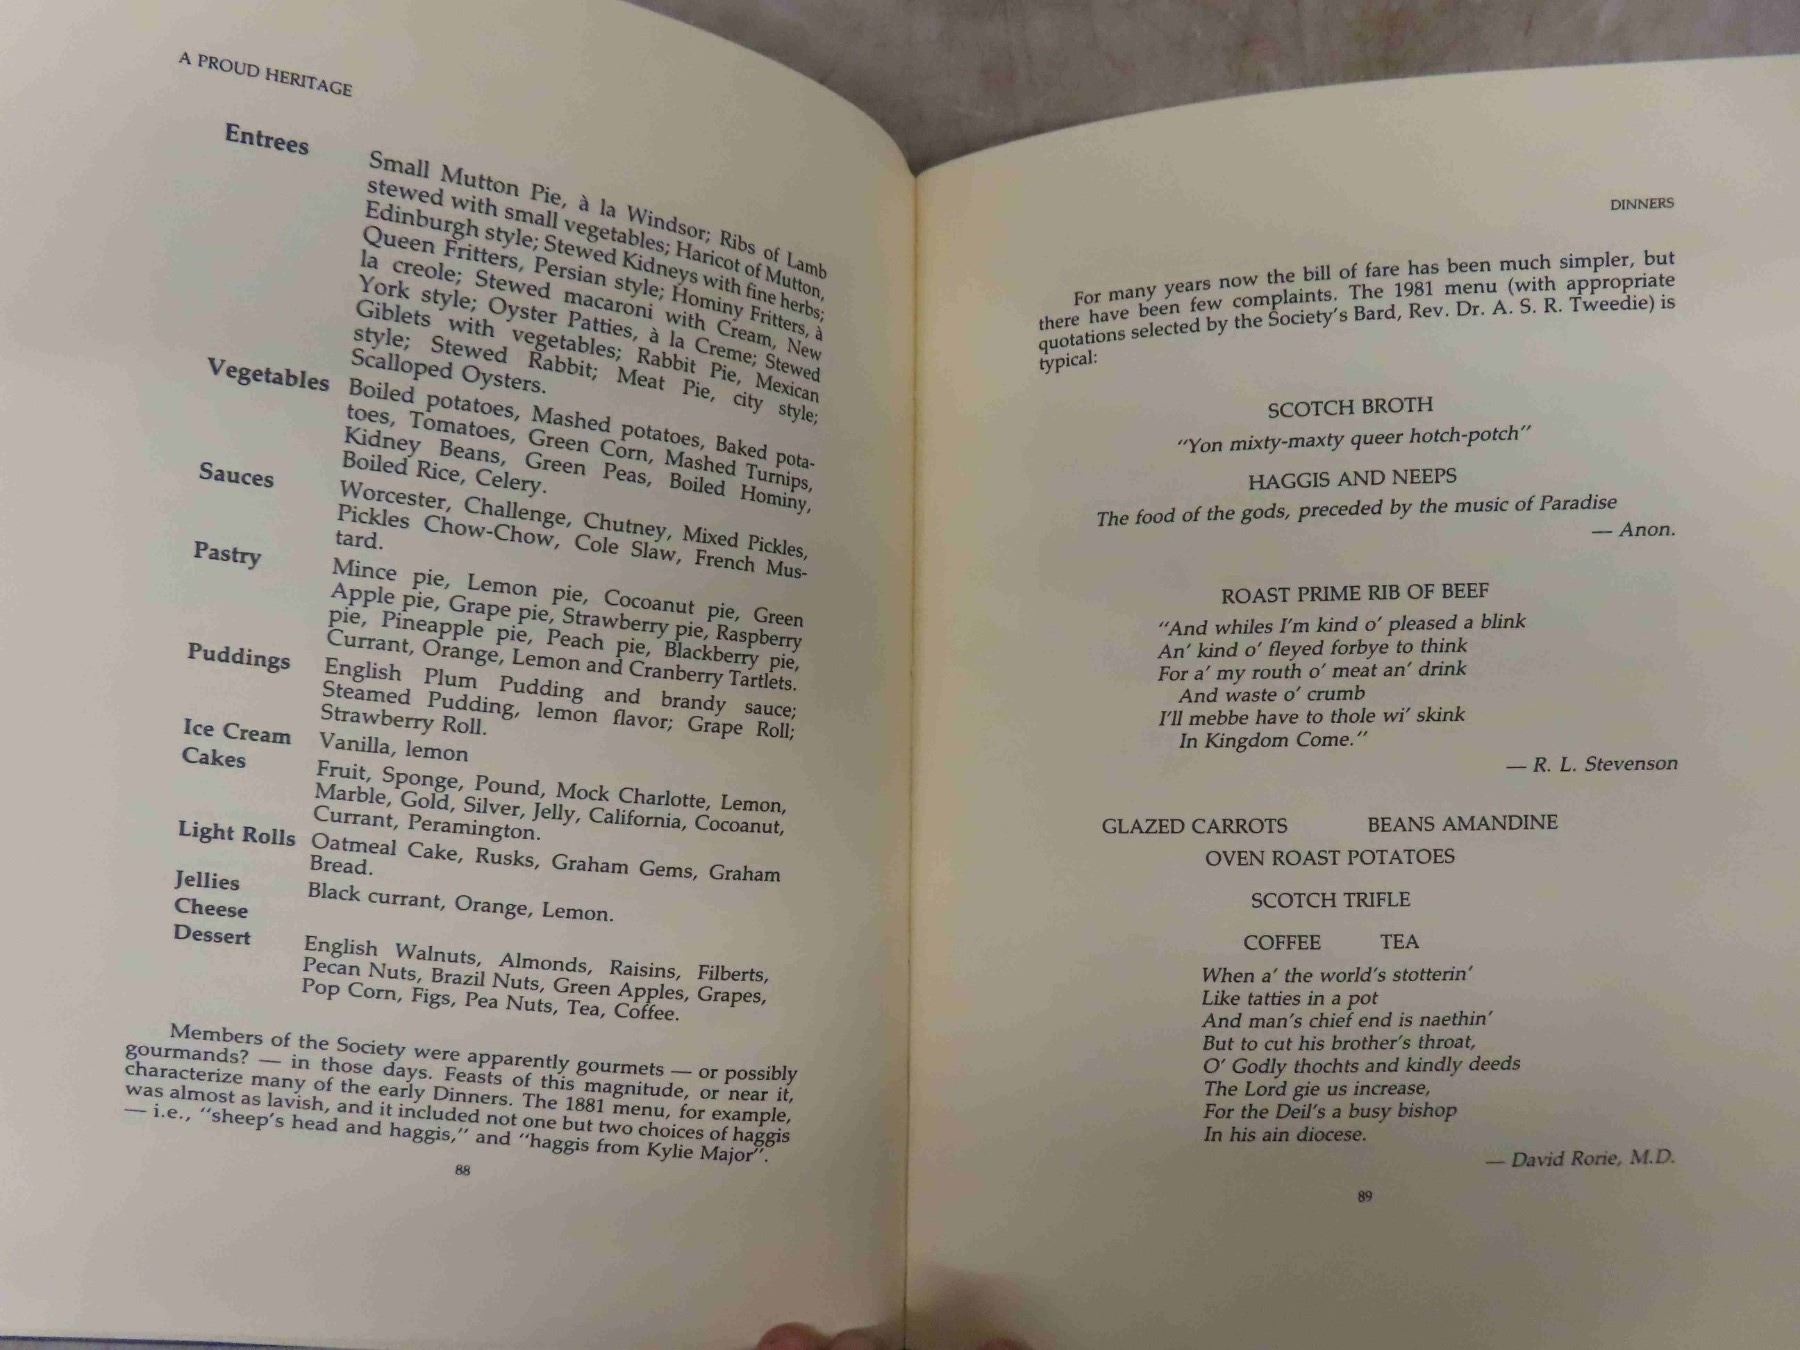 A PROUD HERITAGE
Entrees
Small Mutton Pie, à la Windsor; Ribs of Lamb
stewed with small vegetables; Haricot of Mutton,
Edinburgh style; Stewed Kidneys with fine herbs;
Queen Fritters, Persian style; Hominy Fritters, à
la creole; Stewed macaroni with Cream, New
York style; Oyster Patties, à la Creme; Stewed
Giblets with vegetables; Rabbit Pie, Mexican
style; Stewed Rabbit; Meat Pie, city style;
Scalloped Oysters.
Vegetables
Boiled potatoes, Mashed potatoes, Baked pota-
toes, Tomatoes, Green Corn, Mashed Turnips,
Kidney Beans, Green Peas, Boiled Hominy,
Boiled Rice, Celery.
Sauces
Worcester, Challenge, Chutney, Mixed Pickles,
Pickles Chow-Chow, Cole Slaw, French Mus-
tard.
Pastry
Mince pie, Lemon pie, Cocoanut pie, Green
Apple pie, Grape pie, Strawberry pie, Raspberry
pie, Pineapple pie, Peach pie, Blackberry pie,
Currant, Orange, Lemon and Cranberry Tartlets.
Puddings
English Plum Pudding and brandy sauce;
Steamed Pudding, lemon flavor; Grape Roll;
Strawberry Roll.
Ice Cream
Vanilla, lemon
Cakes
Fruit, Sponge, Pound, Mock Charlotte, Lemon,
Marble, Gold, Silver, Jelly, California, Cocoanut,
Currant, Peramington.
Light Rolls
Oatmeal Cake, Rusks, Graham Gems, Graham
Bread.
Jellies
Black currant, Orange, Lemon.
Cheese
Dessert
English Walnuts, Almonds, Raisins, Filberts,
Pecan Nuts, Brazil Nuts, Green Apples, Grapes,
Pop Corn, Figs, Pea Nuts, Tea, Coffee.
Members of the Society were apparently gourmets — or possibly
gourmands? — in those days. Feasts of this magnitude, or near it,
characterize many of the early Dinners. The 1881 menu, for example,
was almost as lavish, and it included not one but two choices of haggis
— i.e., "sheep's head and haggis," and "haggis from Kylie Major".
88
DINNERS
For many years now the bill of fare has been much simpler, but
there have been few complaints. The 1981 menu (with appropriate
quotations selected by the Society's Bard, Rev. Dr. A. S. R. Tweedie) is
typical:
SCOTCH BROTH
"Yon mixty-maxty queer hotch-potch"
HAGGIS AND NEEPS
The food of the gods, preceded by the music of Paradise
— Anon.
ROAST PRIME RIB OF BEEF
"And whiles I'm kind o' pleased a blink
An' kind o' fleyed forbye to think
For a' my routh o' meat an' drink
And waste o' crumb
I'll mebbe have to thole wi' skink
In Kingdom Come."
— R. L. Stevenson
GLAZED CARROTS BEANS AMANDINE
OVEN ROAST POTATOES
SCOTCH TRIFLE
COFFEE TEA
When a' the world's stotterin'
Like tatties in a pot
And man's chief end is naethin'
But to cut his brother's throat,
O' Godly thochts and kindly deeds
The Lord gie us increase,
For the Deil's a busy bishop
In his ain diocese.
— David Rorie, M.D.
89